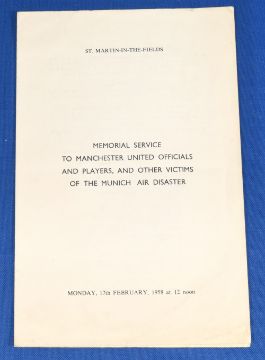 ST. MARTIN-IN-THE-FIELDS
MEMORIAL SERVICE
TO MANCHESTER UNITED OFFICIALS
AND PLAYERS, AND OTHER VICTIMS
OF THE MUNICH AIR DISASTER
MONDAY, 17th FEBRUARY, 1958 at 12 noon